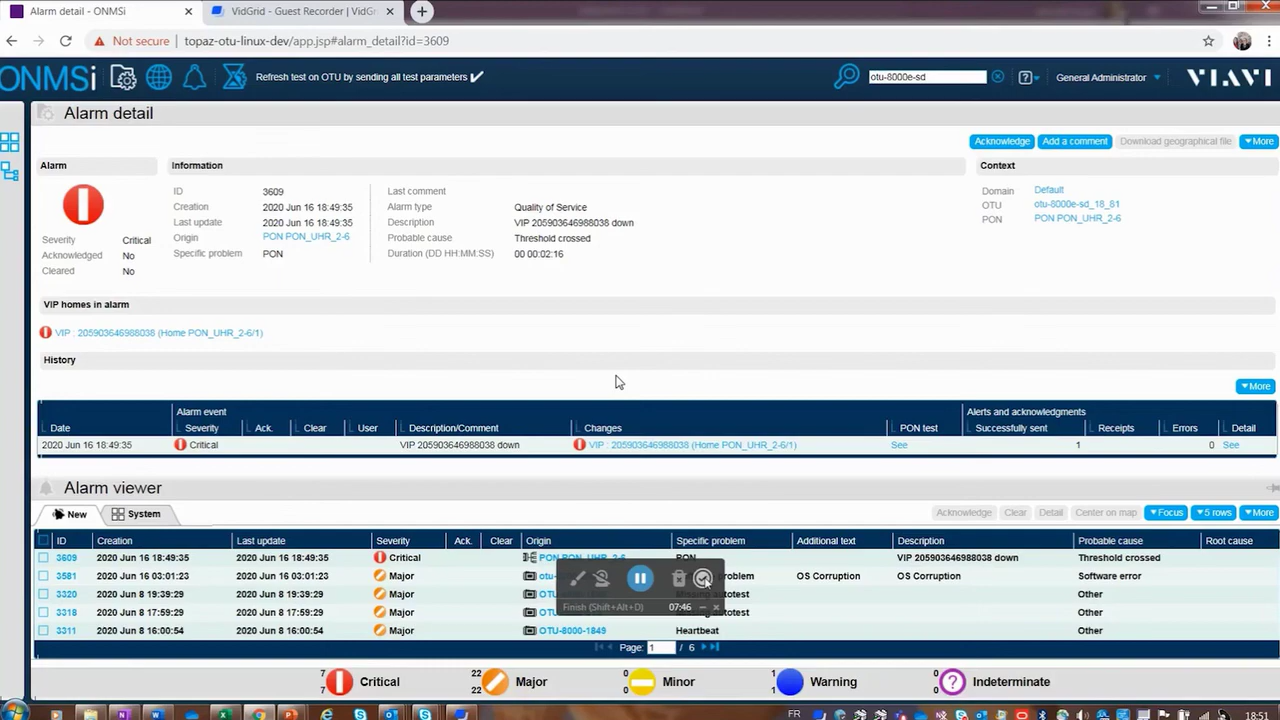 Alarm detail - ONMSi
VidGrid - Guest Recorder | VidGr
Not secure | topaz-otu-linux-dev/app.jsp#alarm_detail?id=3609
ONMSi
Refresh test on OTU by sending all test parameters
otu-8000e-sd
General Administrator
VIAVI
Alarm detail
Acknowledge Add a comment Download geographical file More
Alarm
Severity Critical
Acknowledged No
Cleared No
Information
ID 3609
Creation 2020 Jun 16 18:49:35
Last update 2020 Jun 16 18:49:35
Origin PON PON_UHR_2-6
Specific problem PON
Last comment
Alarm type Quality of Service
Description VIP 205903646988038 down
Probable cause Threshold crossed
Duration (DD HH:MM:SS) 00 00:02:16
Context
Domain Default
OTU otu-8000e-sd_18_81
PON PON PON_UHR_2-6
VIP homes in alarm
VIP : 205903646988038 (Home PON_UHR_2-6/1)
History
More
Alarm event Alerts and acknowledgments
Date Severity Ack. Clear User Description/Comment Changes PON test Successfully sent Receipts Errors Detail
2020 Jun 16 18:49:35 Critical VIP 205903646988038 down VIP : 205903646988038 (Home PON_UHR_2-6/1) See 1 0 See
Alarm viewer
New System
Acknowledge Clear Detail Center on map Focus 5 rows More
ID Creation Last update Severity Ack. Clear Origin Specific problem Additional text Description Probable cause Root cause
3609 2020 Jun 16 18:49:35 2020 Jun 16 18:49:35 Critical PON PON_UHR_2-6 PON VIP 205903646988038 down Threshold crossed
3581 2020 Jun 16 03:01:23 2020 Jun 16 03:01:23 Major problem OS Corruption OS Corruption Software error
3320 2020 Jun 8 19:39:29 2020 Jun 8 19:39:29 Major Other
3318 2020 Jun 8 17:59:29 2020 Jun 8 17:59:29 Major Other
3311 2020 Jun 8 16:00:54 2020 Jun 8 16:00:54 Major OTU-8000-1849 Heartbeat Other
Finish (Shift+Alt+D) 07:46
Page: 1 / 6
7 7 Critical
22 22 Major
0 0 Minor
1 1 Warning
0 0 Indeterminate
FR
18:51